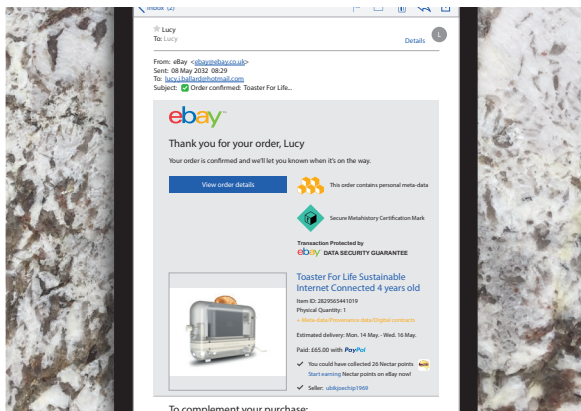 Inbox (2)
Lucy
To: Lucy
Details
L
From: eBay <ebay@ebay.co.uk>
Sent: 08 May 2032 08:29
To: lucy.j.ballard@hotmail.com
Subject: ✅ Order confirmed: Toaster For Life...
ebay™
Thank you for your order, Lucy
Your order is confirmed and we'll let you known when it's on the way.
View order details
This order contains personal meta-data
Secure Metahistory Certification Mark
Transaction Protected by
ebay DATA SECURITY GUARANTEE
Toaster For Life Sustainable
Internet Connected 4 years old
Item ID: 2829565441019
Physical Quantity: 1
+ Meta-data/Provenance data/Digital contracts
Estimated delivery: Mon. 14 May. - Wed. 16 May.
Paid: £65.00 with PayPal
✓ You could have collected 26 Nectar points
Start earning Nectar points on eBay now!
✓ Seller: ubikjoechip1969
To complement your purchase: